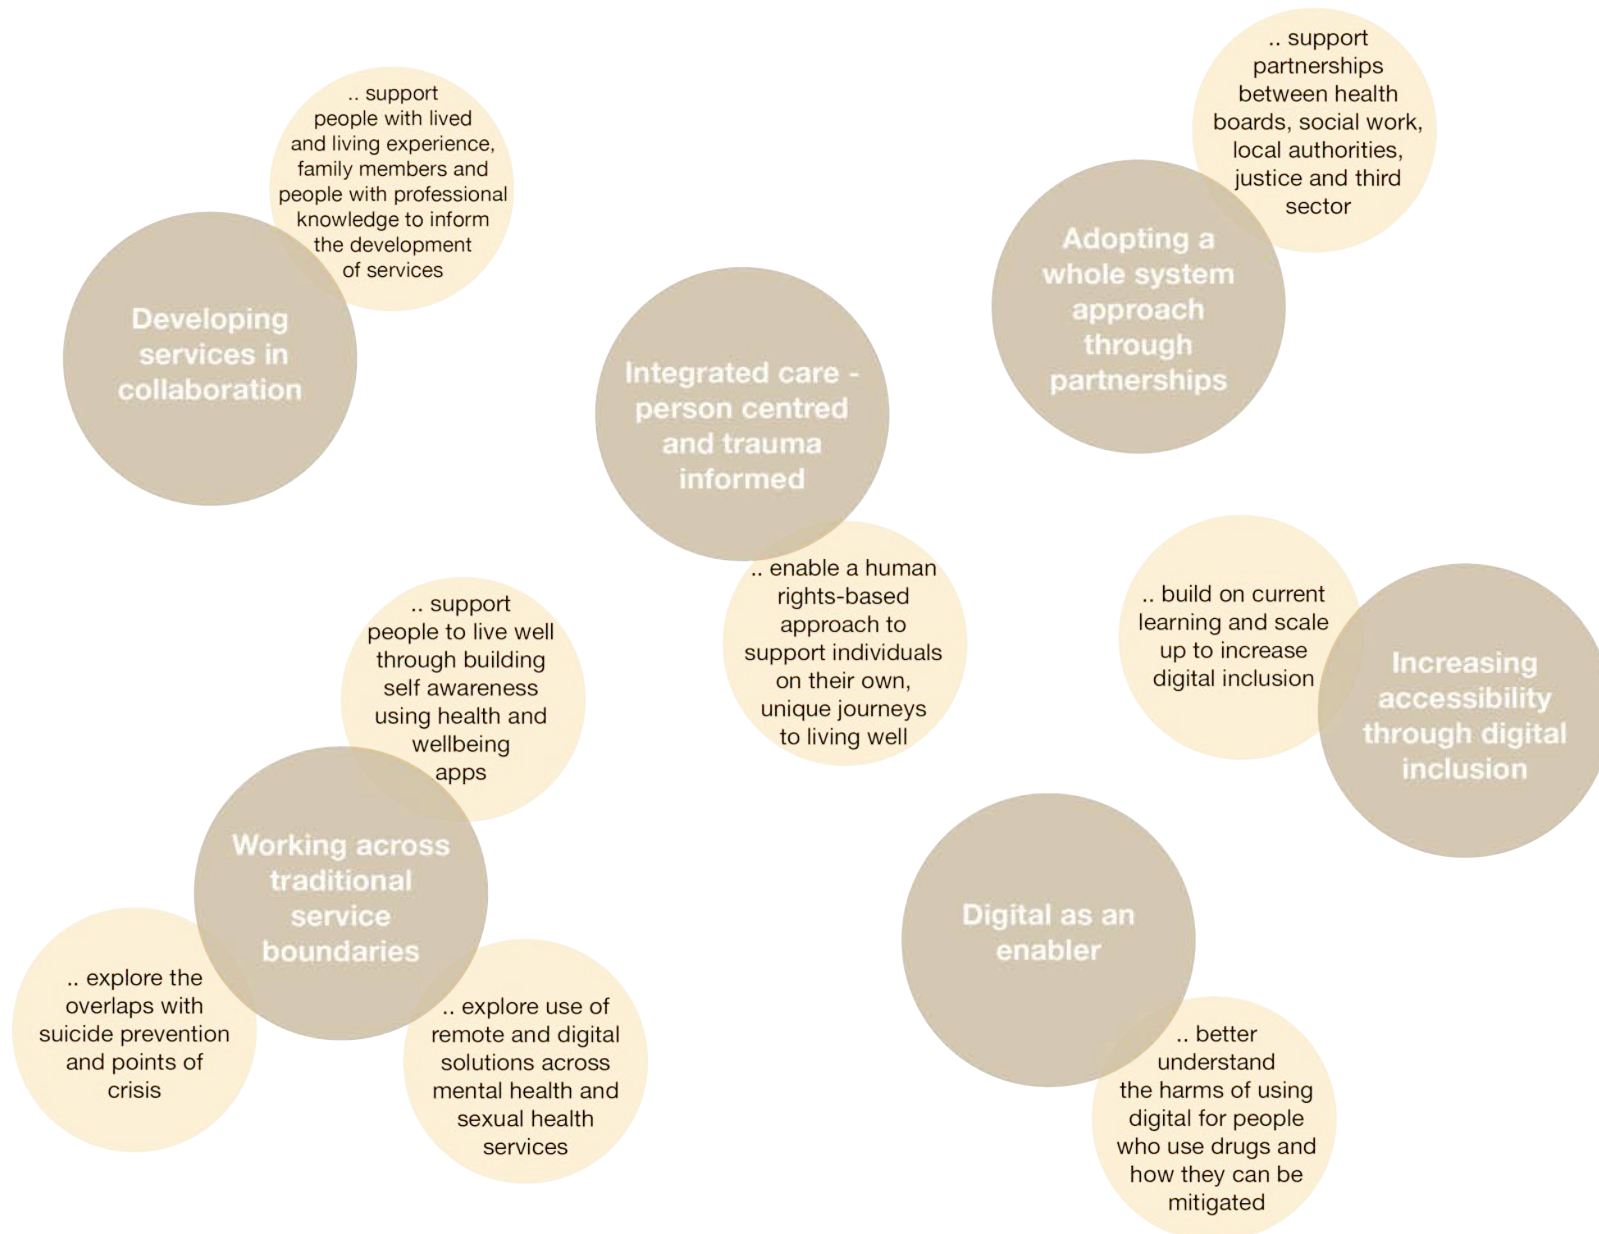 .. support
people with lived
and living experience,
family members and
people with professional
knowledge to inform
the development
of services
Developing
services in
collaboration
.. support
partnerships
between health
boards, social work,
local authorities,
justice and third
sector
Adopting a
whole system
approach
through
partnerships
Integrated care -
person centred
and trauma
informed
.. enable a human
rights-based
approach to
support individuals
on their own,
unique journeys
to living well
.. build on current
learning and scale
up to increase
digital inclusion
Increasing
accessibility
through digital
inclusion
.. support
people to live well
through building
self awareness
using health and
wellbeing
apps
Working across
traditional
service
boundaries
.. explore the
overlaps with
suicide prevention
and points of
crisis
.. explore use of
remote and digital
solutions across
mental health and
sexual health
services
Digital as an
enabler
.. better
understand
the harms of using
digital for people
who use drugs and
how they can be
mitigated